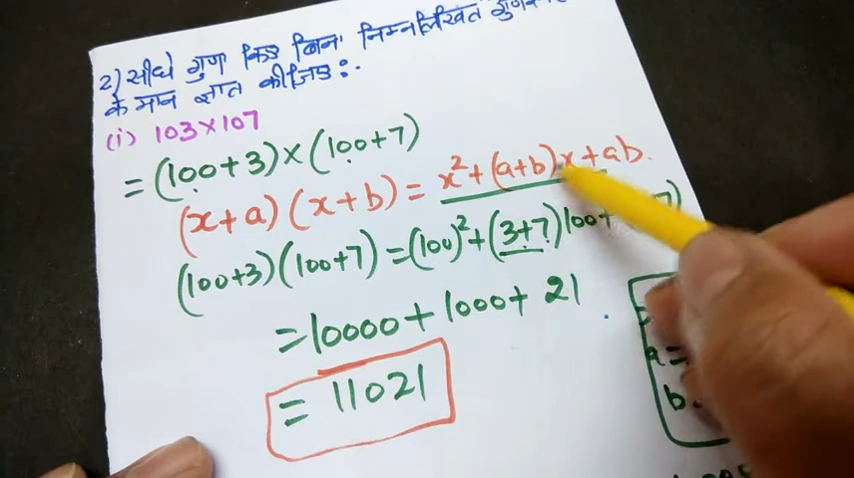 2) सीधे गुणा किए बिना निम्नलिखित
के मान ज्ञात कीजिए:-
(i) 103×107
= (100+3)×(100+7)
(x+a)(x+b) = x²+(a+b)x+ab.
(100+3)(100+7) = (100)²+(3+7)100+ 7)
=10000+1000+21
a=
b
= 11021